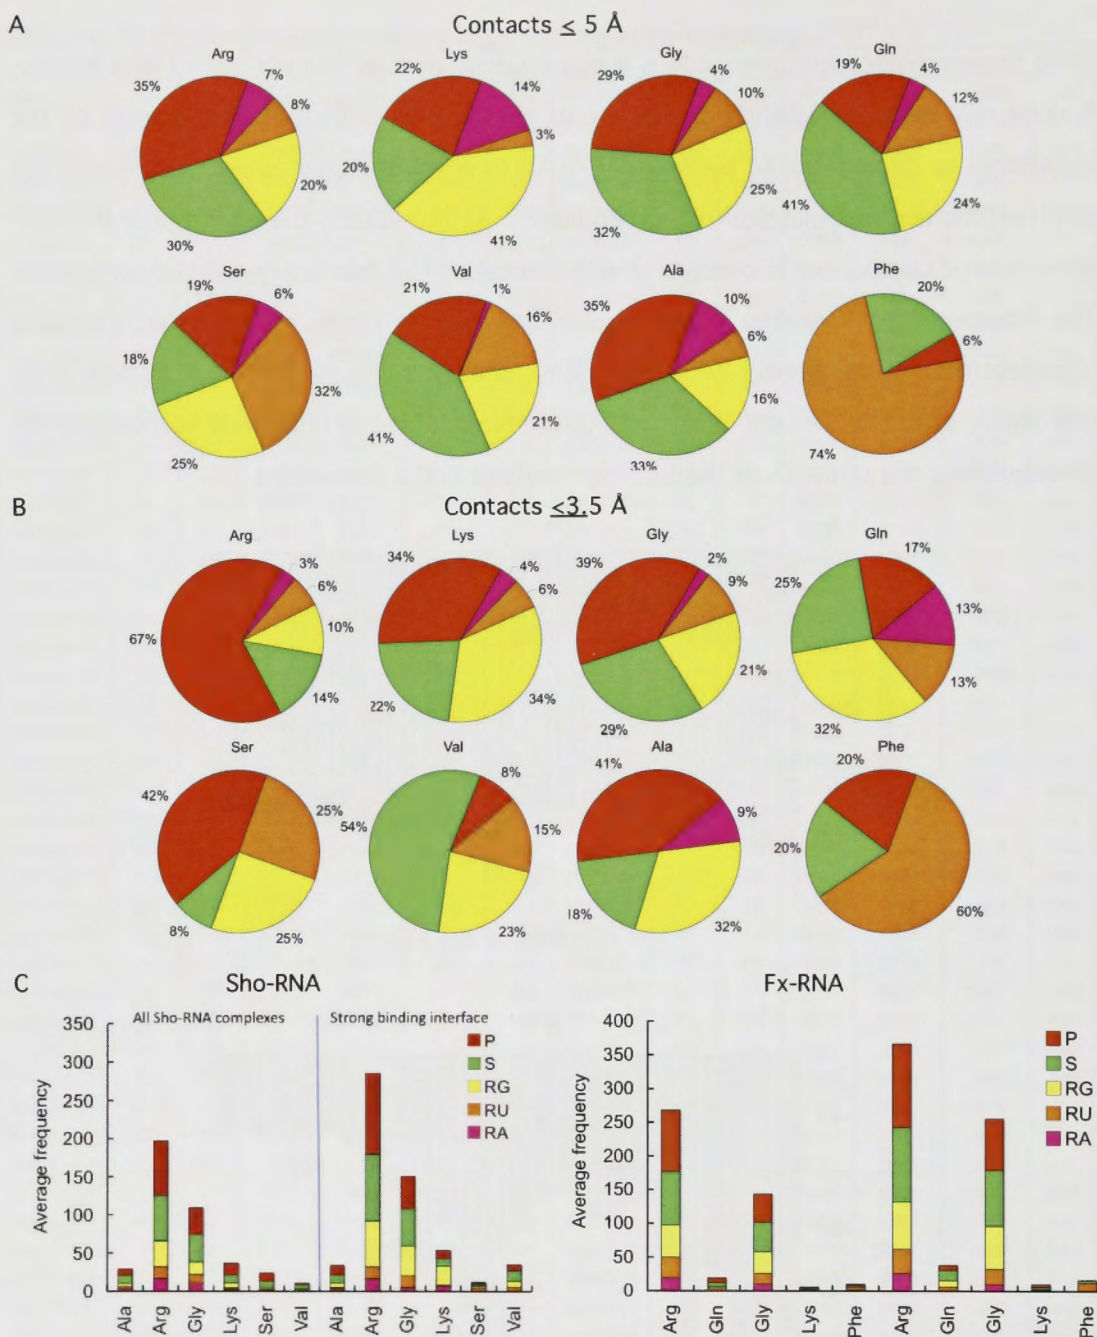 A
Contacts ≤ 5 Å
Arg
35%
7%
8%
20%
30%
Lys
22%
14%
3%
41%
20%
Gly
29%
4%
10%
25%
32%
Gln
19%
4%
12%
24%
41%
Ser
19%
6%
32%
25%
18%
Val
21%
1%
16%
21%
41%
Ala
35%
10%
6%
16%
33%
Phe
20%
6%
74%
B
Contacts <3.5 Å
Arg
67%
3%
6%
10%
14%
Lys
34%
4%
6%
34%
22%
Gly
39%
2%
9%
21%
29%
Gln
25%
17%
13%
13%
32%
Ser
42%
25%
25%
8%
Val
54%
8%
15%
23%
Ala
41%
9%
32%
18%
Phe
20%
20%
60%
C
Sho-RNA
All Sho-RNA complexes
Strong binding interface
P
S
RG
RU
RA
Average frequency
350
300
250
200
150
100
50
0
Ala
Arg
Gly
Lys
Ser
Val
Ala
Arg
Gly
Lys
Ser
Val
Fx-RNA
P
S
RG
RU
RA
Average frequency
400
350
300
250
200
150
100
50
0
Arg
Gln
Gly
Lys
Phe
Arg
Gln
Gly
Lys
Phe